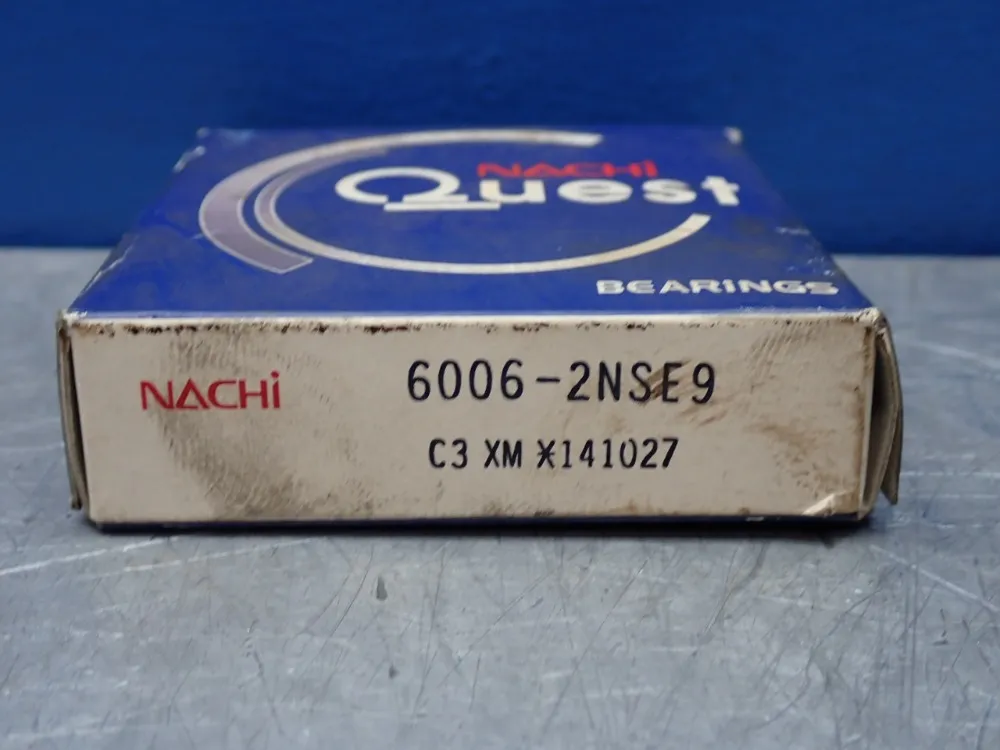 NACHi
Quest
BEARiNGS
NACHi
6006-2NSE9
C3 XM *141027